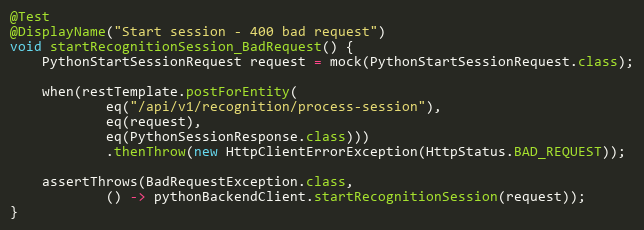 @Test
@DisplayName("Start session - 400 bad request")
void startRecognitionSession_BadRequest() {
    PythonStartSessionRequest request = mock(PythonStartSessionRequest.class);

    when(restTemplate.postForEntity(
            eq("/api/v1/recognition/process-session"),
            eq(request),
            eq(PythonSessionResponse.class)))
            .thenThrow(new HttpClientErrorException(HttpStatus.BAD_REQUEST));

    assertThrows(BadRequestException.class,
            () -> pythonBackendClient.startRecognitionSession(request));
}